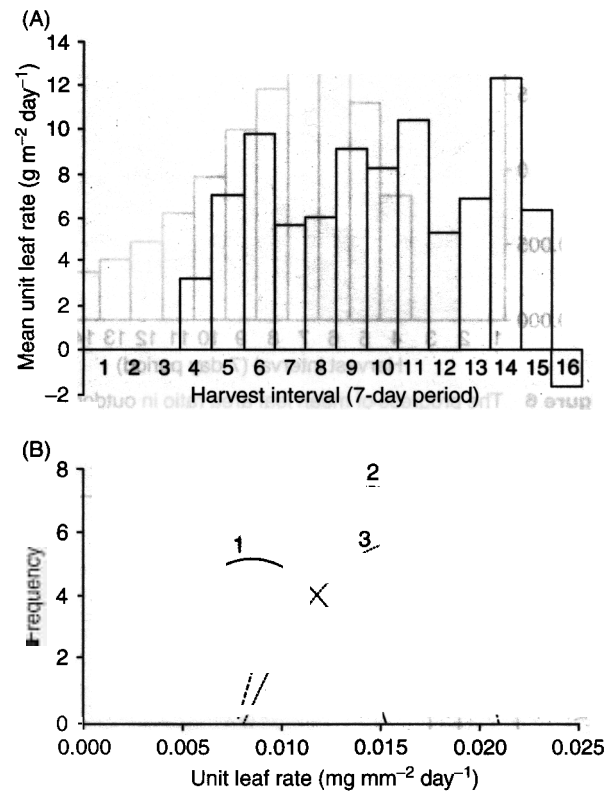 (A)
Mean unit leaf rate (g m⁻² day⁻¹)
14
12
10
8
6
4
2
0
−2
1 2 3 4 5 6 7 8 9 10 11 12 13 14 15 16
Harvest interval (7-day period)
(B)
Frequency
8
6
4
2
0
1
2
3
0.000 0.005 0.010 0.015 0.020 0.025
Unit leaf rate (mg mm⁻² day⁻¹)